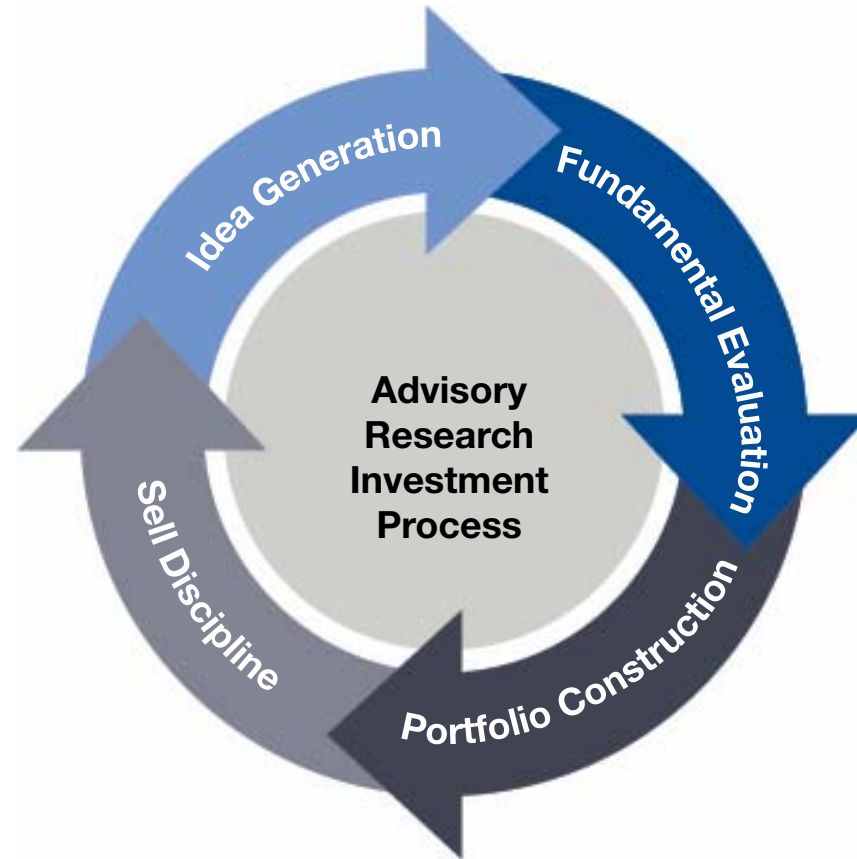 Idea Generation
Fundamental Evaluation
Advisory
Research
Investment
Process
Sell Discipline
Portfolio Construction